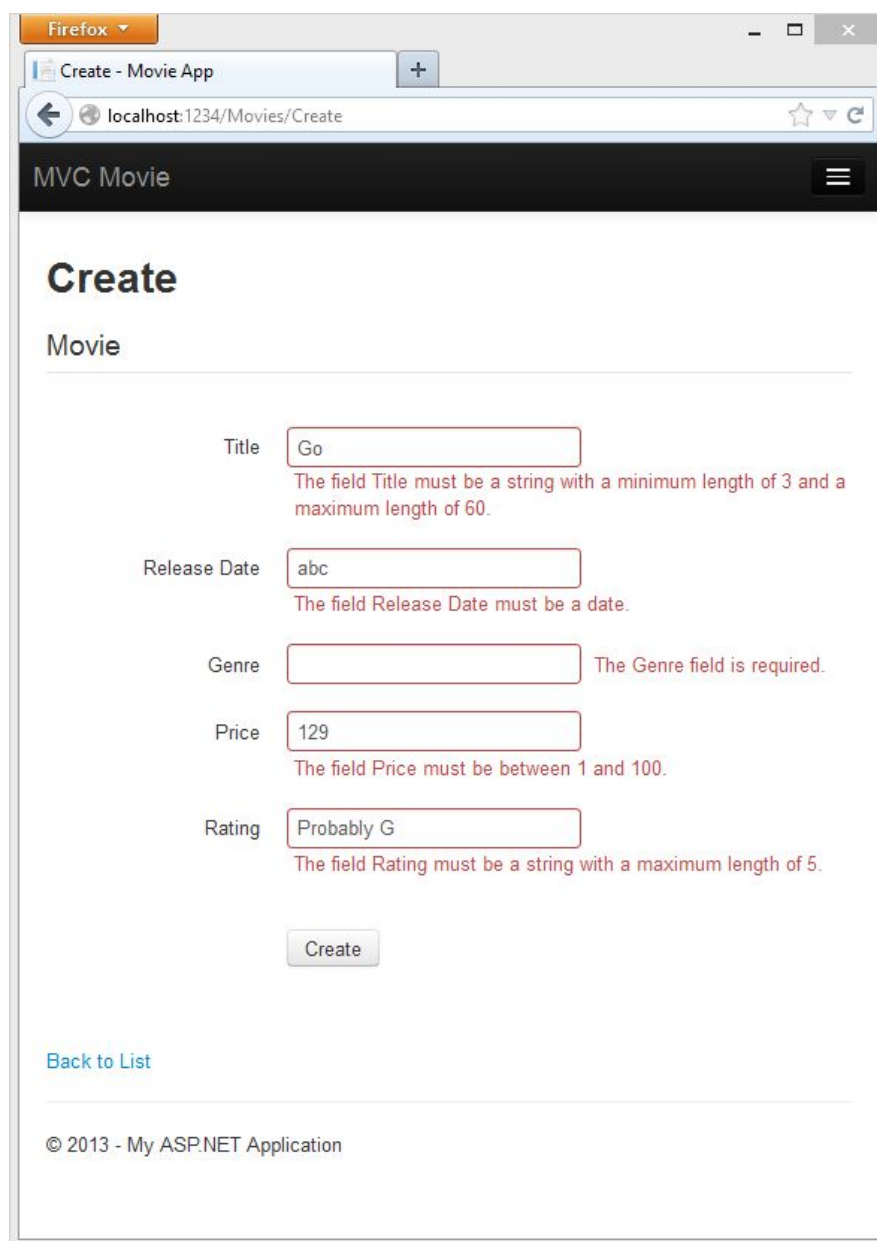 Firefox
Create - Movie App
localhost:1234/Movies/Create
MVC Movie
Create
Movie
Title
Go
The field Title must be a string with a minimum length of 3 and a
maximum length of 60.
Release Date
abc
The field Release Date must be a date.
Genre
The Genre field is required.
Price
129
The field Price must be between 1 and 100.
Rating
Probably G
The field Rating must be a string with a maximum length of 5.
Create
Back to List
© 2013 - My ASP.NET Application